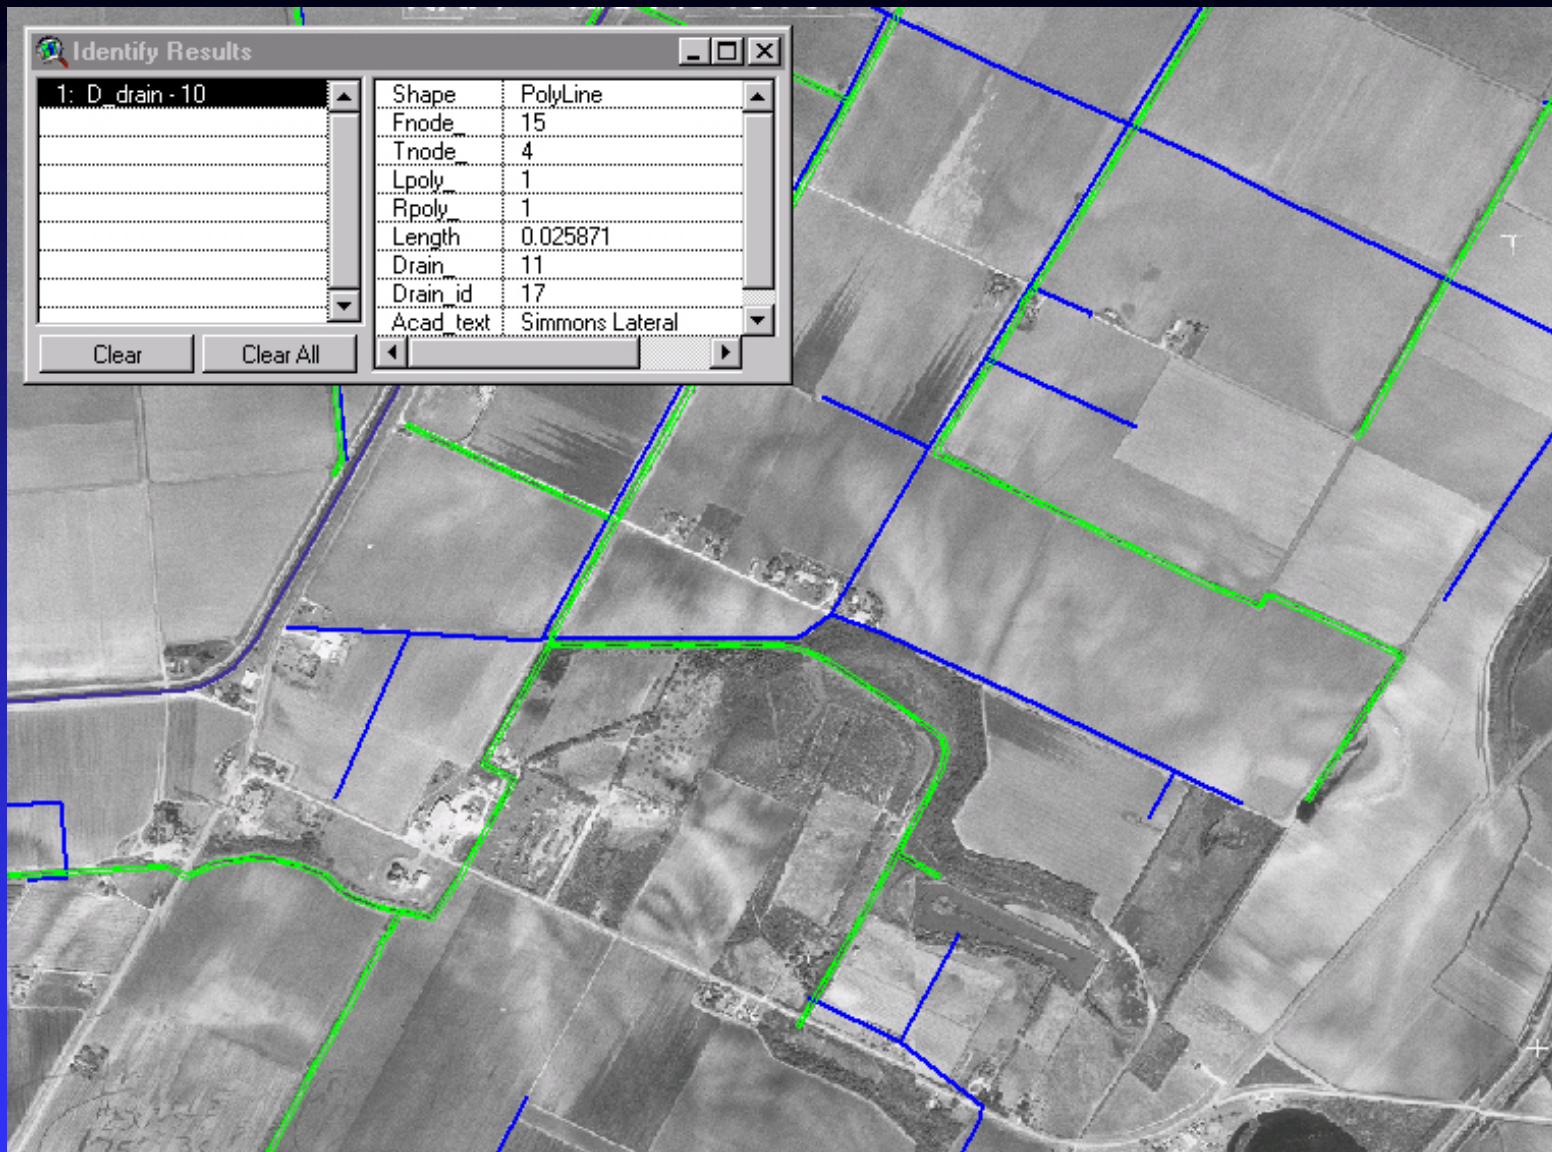 Identify Results
1: D_drain - 10
Shape PolyLine
Fnode_ 15
Tnode_ 4
Lpoly_ 1
Rpoly_ 1
Length 0.025871
Drain_ 11
Drain_id 17
Acad_text Simmons Lateral
Clear Clear All